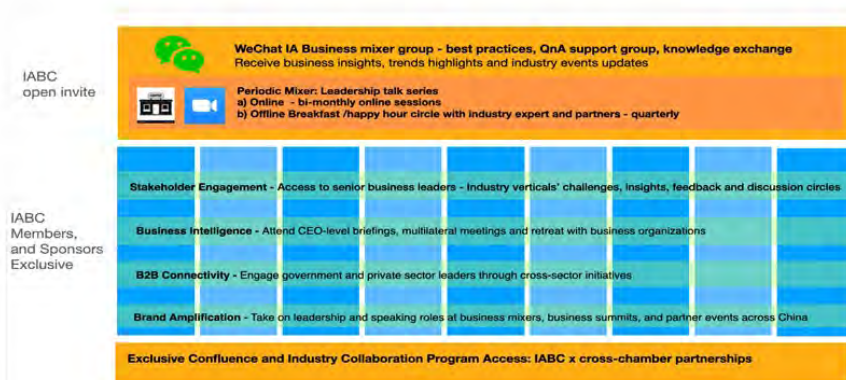 IABC
open invite
WeChat IA Business mixer group - best practices, QnA support group, knowledge exchange
Receive business insights, trends highlights and industry events updates
Periodic Mixer: Leadership talk series
a) Online - bi-monthly online sessions
b) Offline Breakfast /happy hour circle with industry expert and partners - quarterly
IABC
Members,
and Sponsors
Exclusive
Stakeholder Engagement - Access to senior business leaders - Industry verticals' challenges, insights, feedback and discussion circles
Business Intelligence - Attend CEO-level briefings, multilateral meetings and retreat with business organizations
B2B Connectivity - Engage government and private sector leaders through cross-sector initiatives
Brand Amplification - Take on leadership and speaking roles at business mixers, business summits, and partner events across China
Exclusive Confluence and Industry Collaboration Program Access: IABC x cross-chamber partnerships